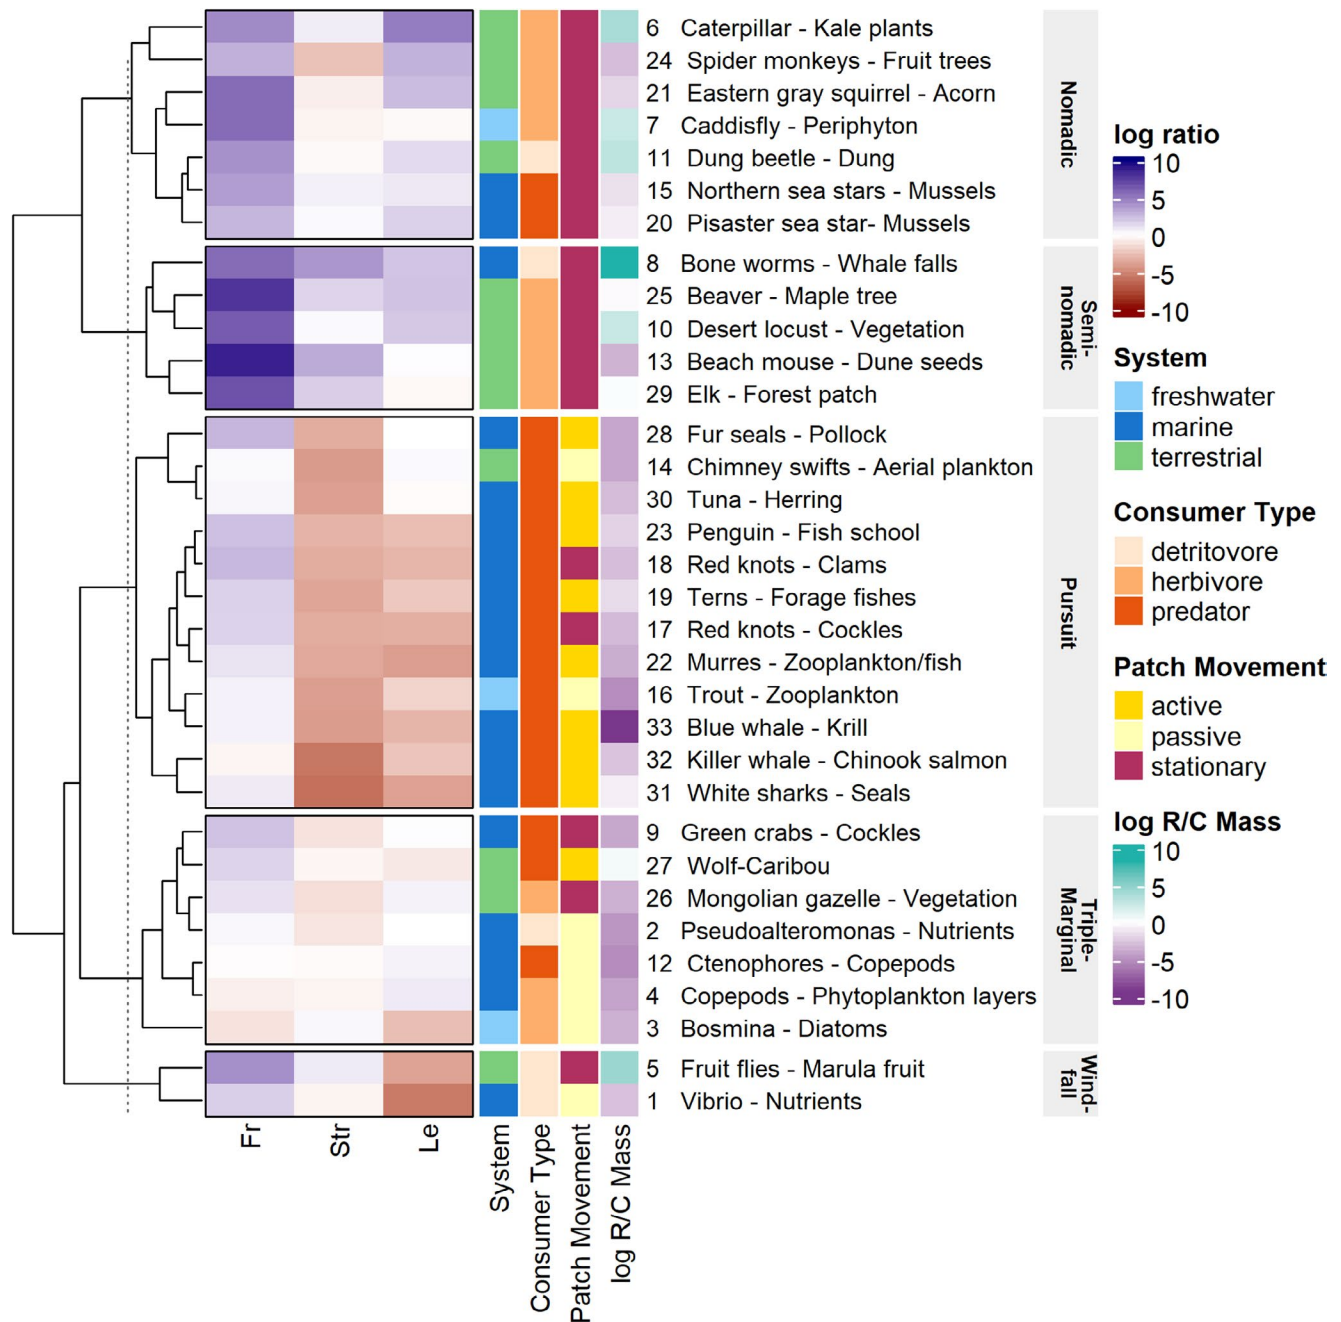 6 Caterpillar - Kale plants
24 Spider monkeys - Fruit trees
21 Eastern gray squirrel - Acorn
7 Caddisfly - Periphyton
11 Dung beetle - Dung
15 Northern sea stars - Mussels
20 Pisaster sea star- Mussels
Nomadic
8 Bone worms - Whale falls
25 Beaver - Maple tree
10 Desert locust - Vegetation
13 Beach mouse - Dune seeds
29 Elk - Forest patch
Semi-
nomadic
28 Fur seals - Pollock
14 Chimney swifts - Aerial plankton
30 Tuna - Herring
23 Penguin - Fish school
18 Red knots - Clams
19 Terns - Forage fishes
17 Red knots - Cockles
22 Murres - Zooplankton/fish
16 Trout - Zooplankton
33 Blue whale - Krill
32 Killer whale - Chinook salmon
31 White sharks - Seals
Pursuit
9 Green crabs - Cockles
27 Wolf-Caribou
26 Mongolian gazelle - Vegetation
2 Pseudoalteromonas - Nutrients
12 Ctenophores - Copepods
4 Copepods - Phytoplankton layers
3 Bosmina - Diatoms
Triple-
Marginal
5 Fruit flies - Marula fruit
1 Vibrio - Nutrients
Wind-
fall
Fr
Str
Le
System
Consumer Type
Patch Movement
log R/C Mass
log ratio
10
5
0
-5
-10
System
freshwater
marine
terrestrial
Consumer Type
detritovore
herbivore
predator
Patch Movement
active
passive
stationary
log R/C Mass
10
5
0
-5
-10